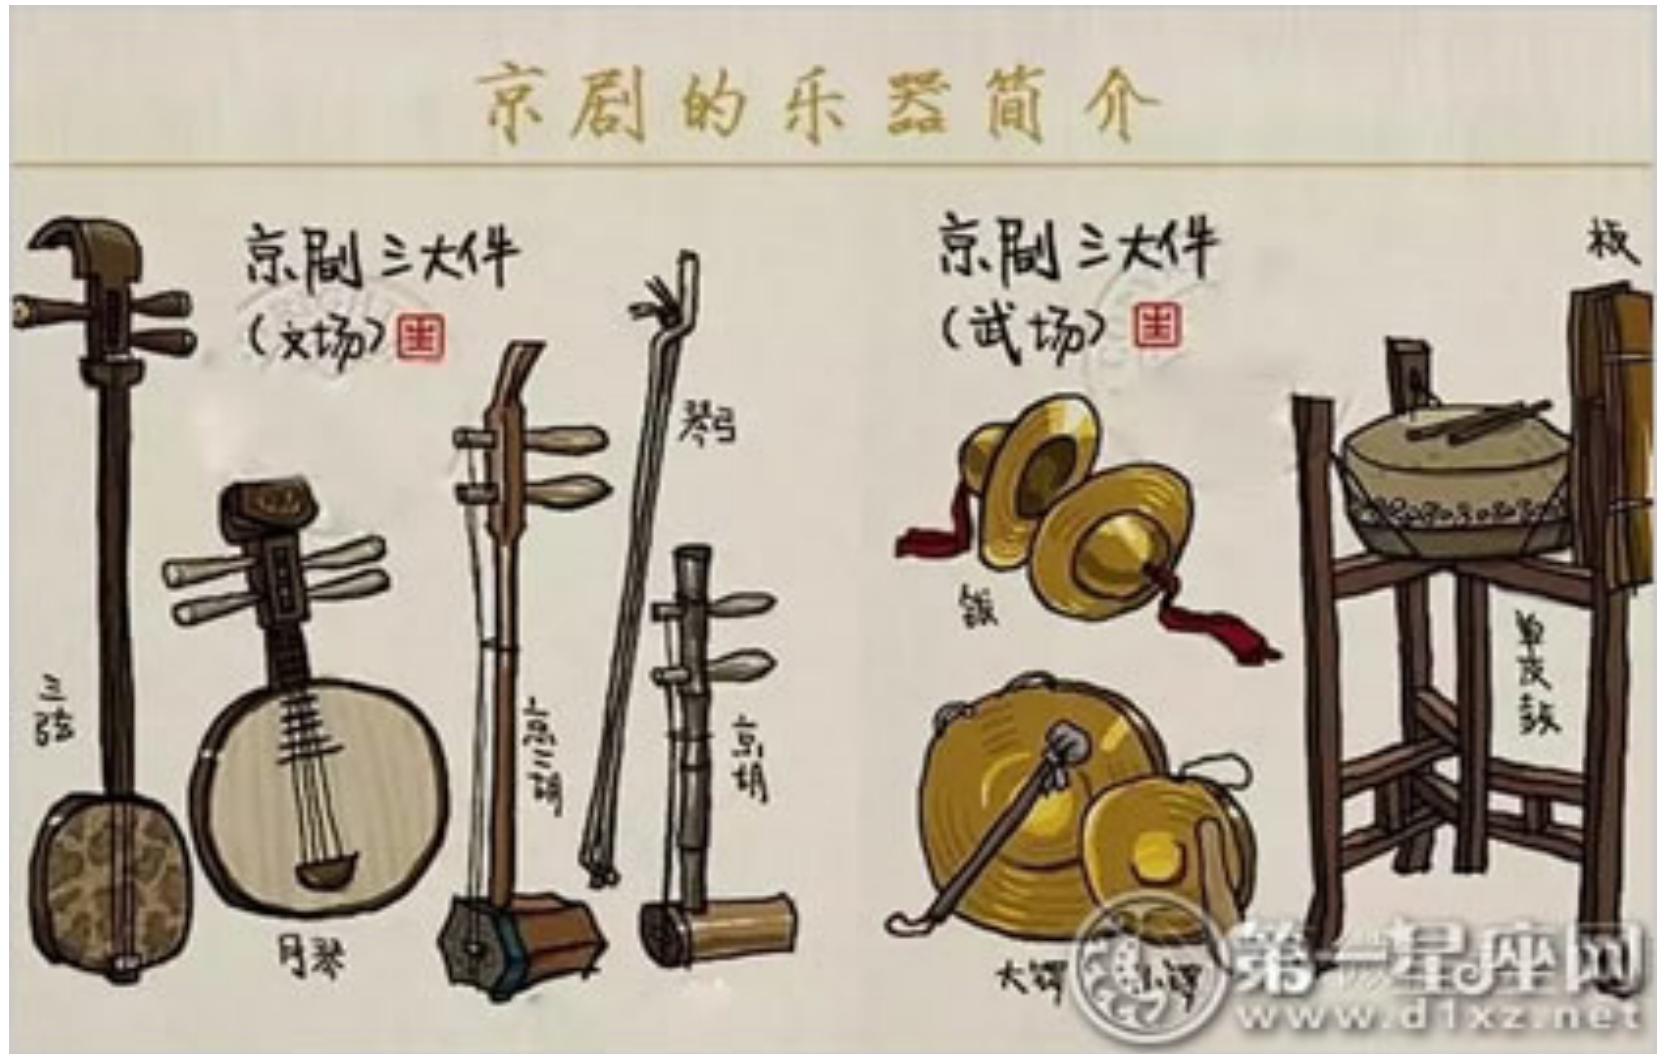 京剧的乐器简介
京剧三大件
(文场)
京剧三大件
(武场)
板
琴弓
钹
三弦
京二胡
京胡
单皮鼓
月琴
大锣
小锣
第一星座网
www.d1xz.net